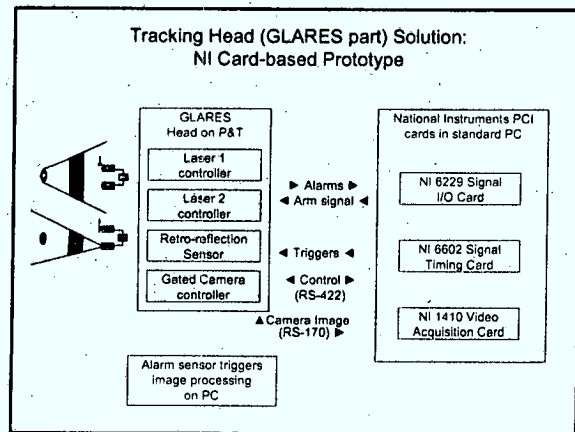 Tracking Head (GLARES part) Solution:
NI Card-based Prototype
GLARES
Head on P&T
Laser 1
controller
Laser 2
controller
Retro-reflection
Sensor
Gated Camera
controller
Alarms
Arm signal
Triggers
Control
(RS-422)
Camera Image
(RS-170)
National Instruments PCI
cards in standard PC
NI 6229 Signal
I/O Card
NI 6602 Signal
Timing Card
NI 1410 Video
Acquisition Card
Alarm sensor triggers
image processing
on PC